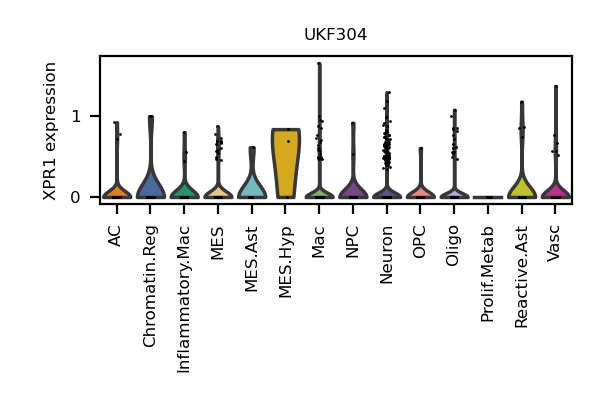 UKF304
XPR1 expression
1
0
AC
Chromatin.Reg
Inflammatory.Mac
MES
MES.Ast
MES.Hyp
Mac
NPC
Neuron
OPC
Oligo
Prolif.Metab
Reactive.Ast
Vasc